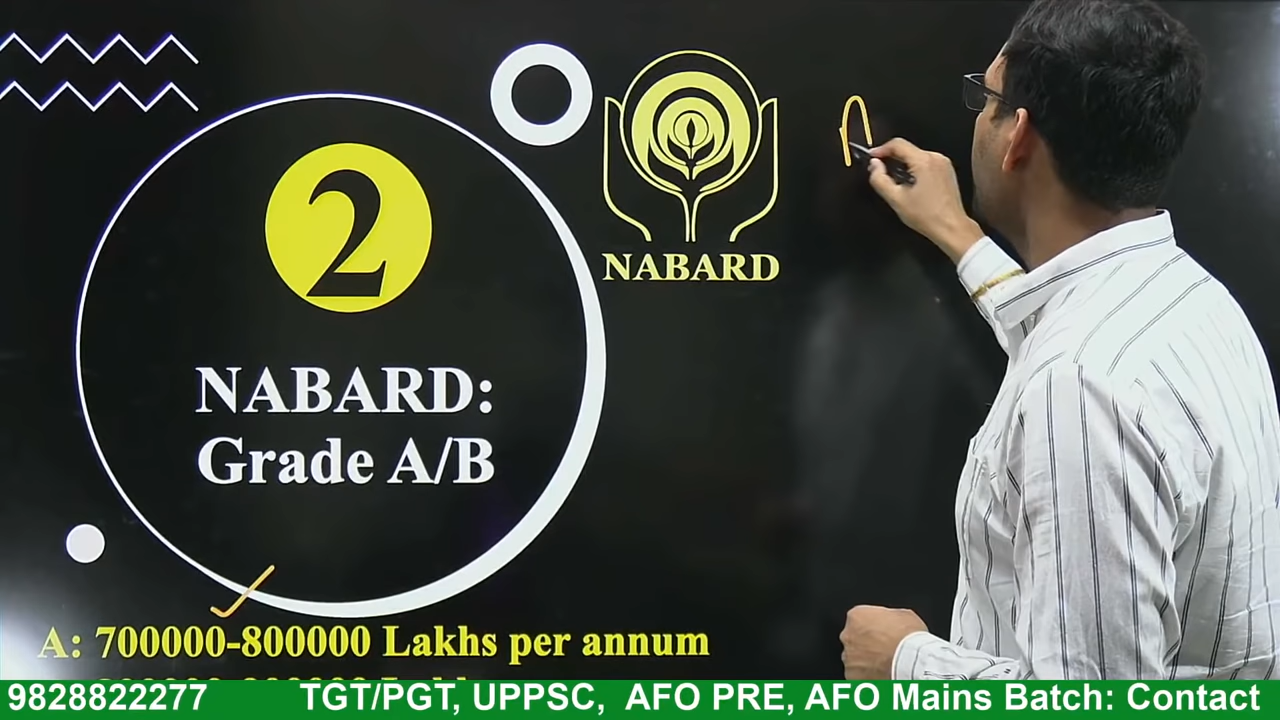 2
NABARD
NABARD:
Grade A/B
A: 700000-800000 Lakhs per annum
9828822277 TGT/PGT, UPPSC, AFO PRE, AFO Mains Batch: Contact